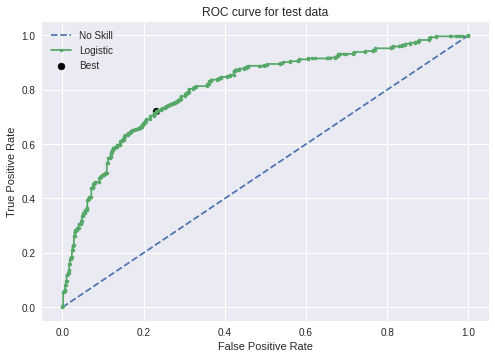 ROC curve for test data
No Skill
Logistic
Best
True Positive Rate
1.0
0.8
0.6
0.4
0.2
0.0
0.0 0.2 0.4 0.6 0.8 1.0
False Positive Rate